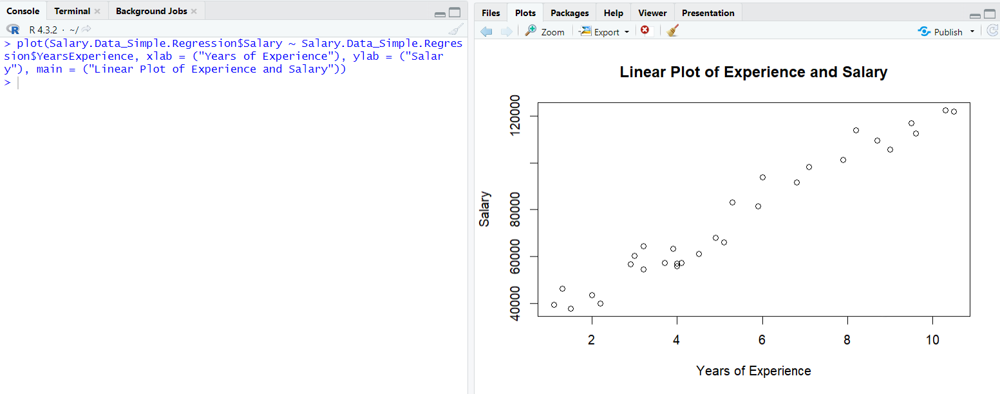 Console Terminal Background Jobs
R R 4.3.2 · ~/
> plot(Salary.Data_Simple.Regression$Salary ~ Salary.Data_Simple.Regres
sion$YearsExperience, xlab = ("Years of Experience"), ylab = ("Salar
y"), main = ("Linear Plot of Experience and Salary"))
>
Files Plots Packages Help Viewer Presentation
Zoom Export Publish
Linear Plot of Experience and Salary
120000
80000
60000
40000
Salary
2 4 6 8 10
Years of Experience